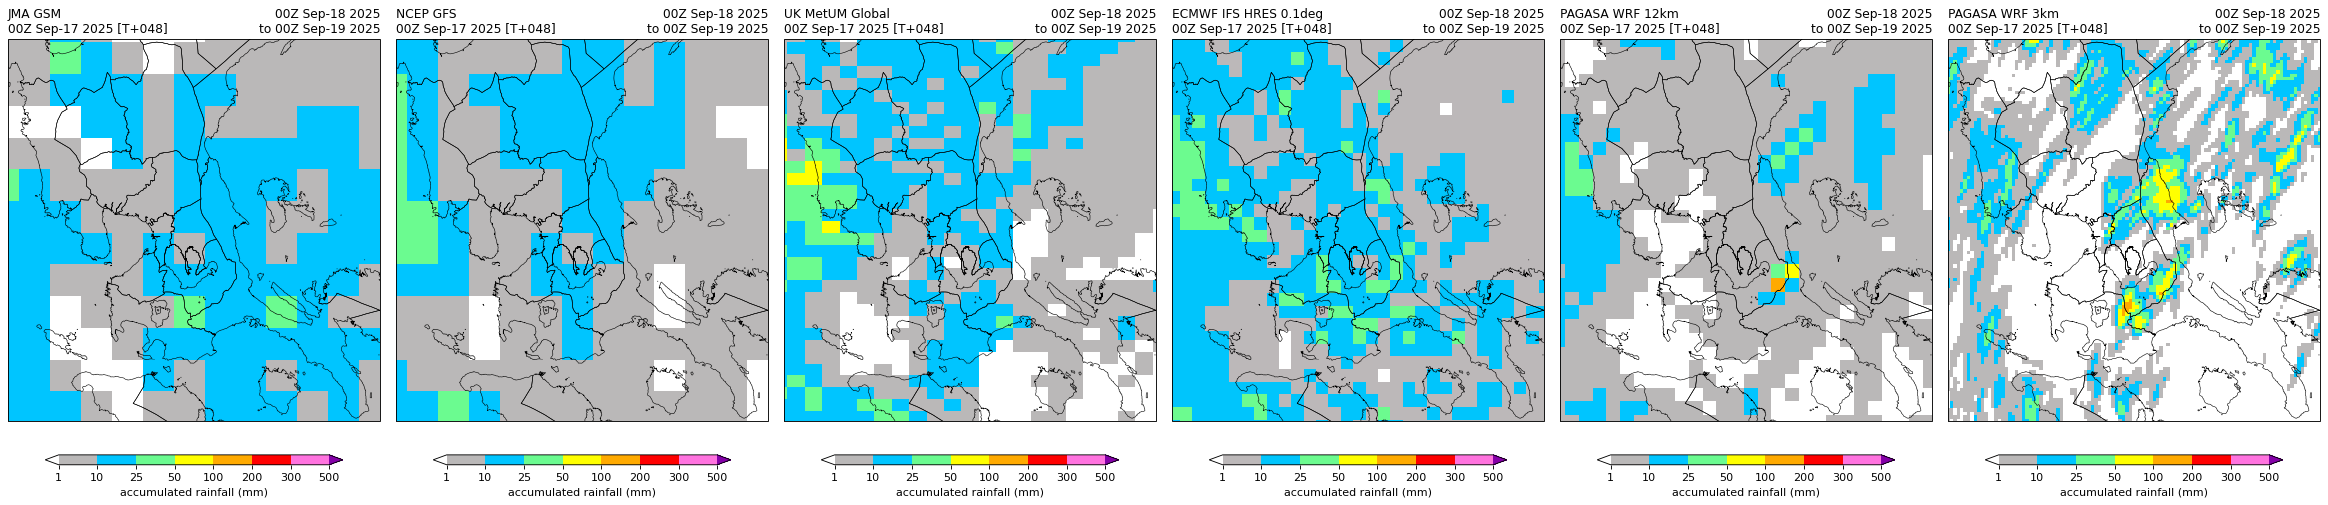 JMA GSM 00Z Sep-18 2025
00Z Sep-17 2025 [T+048] to 00Z Sep-19 2025
1 10 25 50 100 200 300 500
accumulated rainfall (mm)
NCEP GFS 00Z Sep-18 2025
00Z Sep-17 2025 [T+048] to 00Z Sep-19 2025
1 10 25 50 100 200 300 500
accumulated rainfall (mm)
UK MetUM Global 00Z Sep-18 2025
00Z Sep-17 2025 [T+048] to 00Z Sep-19 2025
1 10 25 50 100 200 300 500
accumulated rainfall (mm)
ECMWF IFS HRES 0.1deg 00Z Sep-18 2025
00Z Sep-17 2025 [T+048] to 00Z Sep-19 2025
1 10 25 50 100 200 300 500
accumulated rainfall (mm)
PAGASA WRF 12km 00Z Sep-18 2025
00Z Sep-17 2025 [T+048] to 00Z Sep-19 2025
1 10 25 50 100 200 300 500
accumulated rainfall (mm)
PAGASA WRF 3km 00Z Sep-18 2025
00Z Sep-17 2025 [T+048] to 00Z Sep-19 2025
1 10 25 50 100 200 300 500
accumulated rainfall (mm)